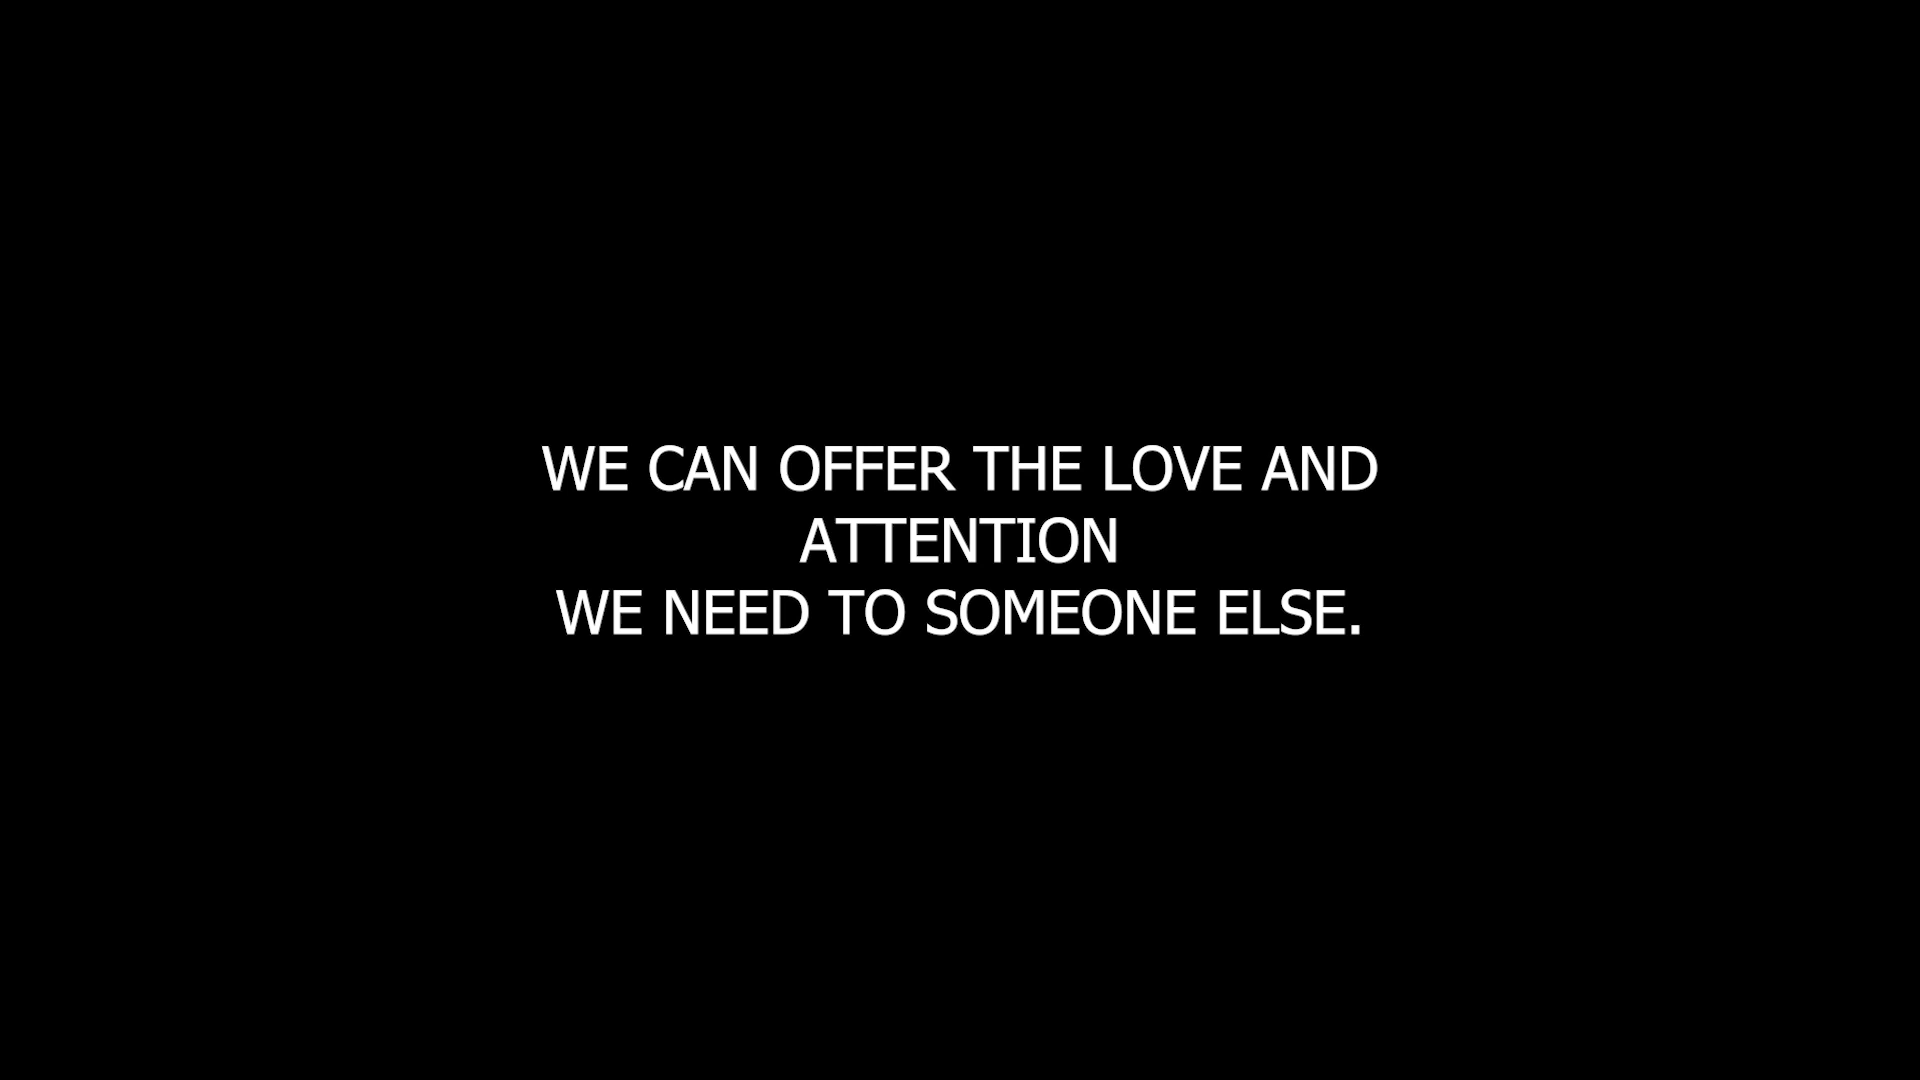 WE CAN OFFER THE LOVE AND
ATTENTION
WE NEED TO SOMEONE ELSE.